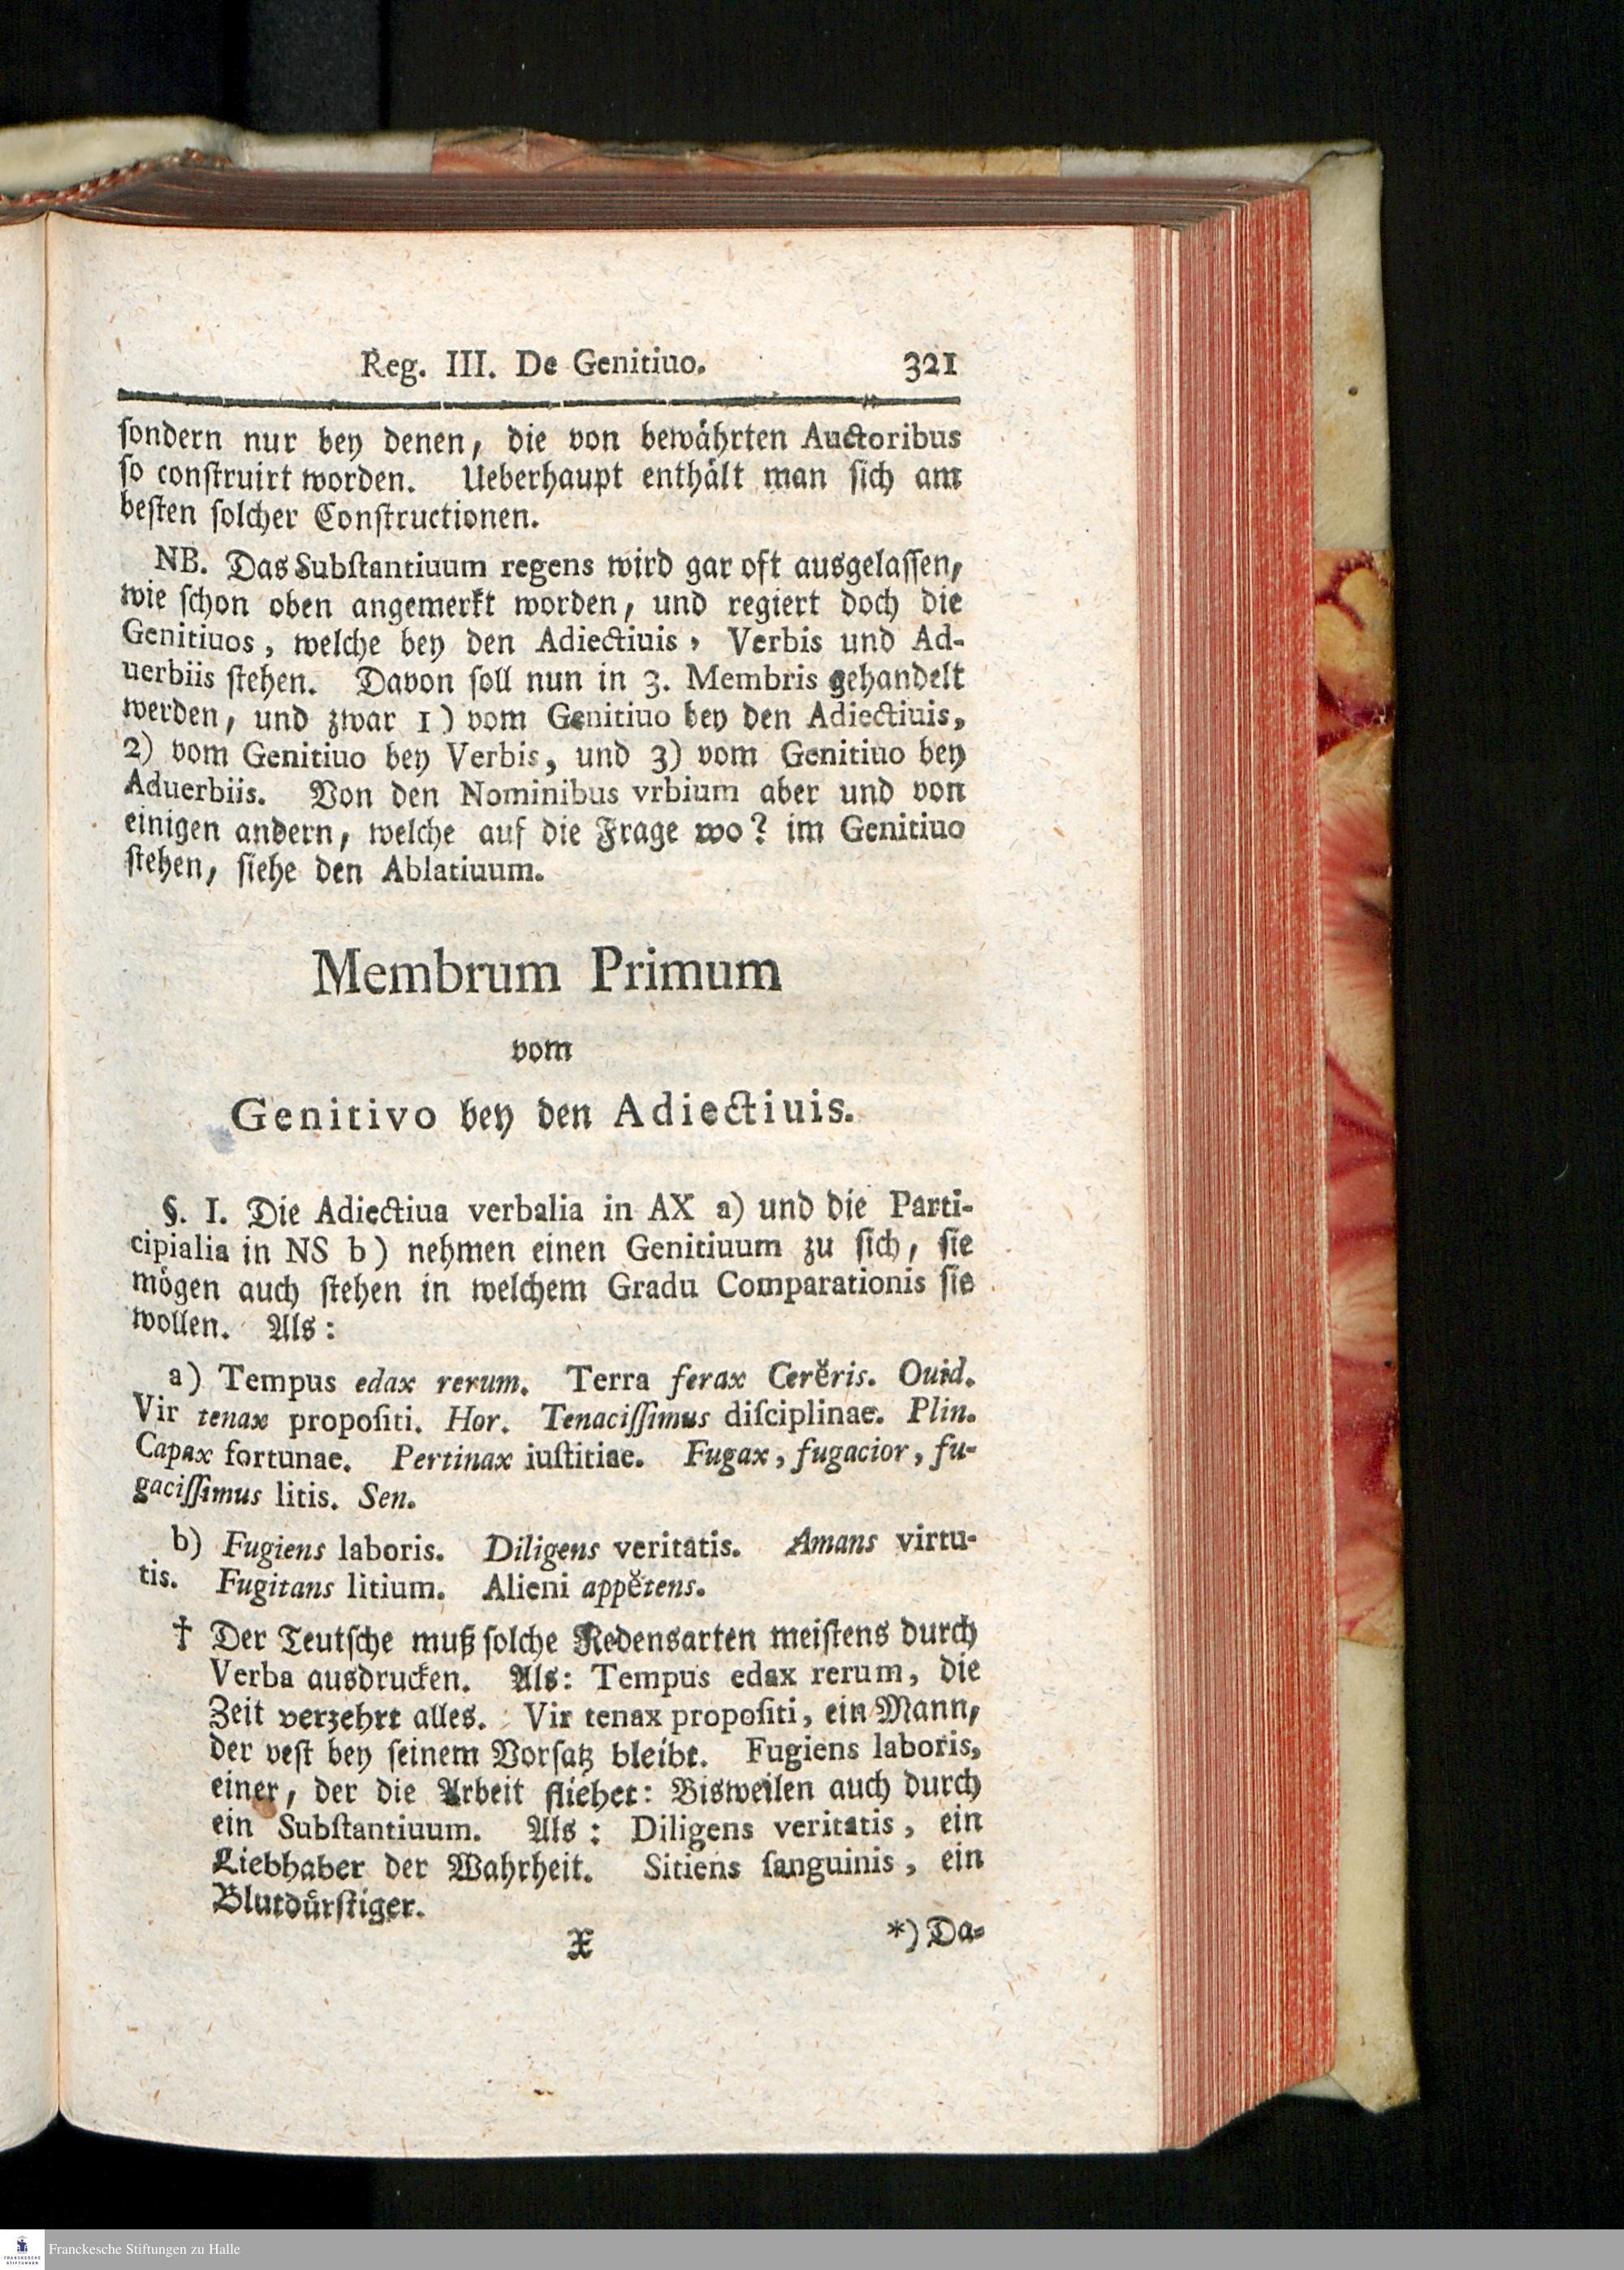 Reg. III. De Genitiuo. 321
ſondern nur bey denen, die von bewährten Auctoribus
ſo conſtruirt worden. Ueberhaupt enthält man ſich am
beſten ſolcher Conſtructionen.
NB. Das Subſtantiuum regens wird gar oft ausgelaſſen,
wie ſchon oben angemerkt worden, und regiert doch die
Genitiuos, welche bey den Adiectiuis, Verbis und Ad-
uerbiis ſtehen. Davon ſoll nun in 3. Membris gehandelt
werden, und zwar 1) vom Genitiuo bey den Adiectiuis,
2) vom Genitiuo bey Verbis, und 3) vom Genitiuo bey
Aduerbiis. Von den Nominibus vrbium aber und von
einigen andern, welche auf die Frage wo? im Genitiuo
ſtehen, ſiehe den Ablatiuum.
Membrum Primum
vom
Genitivo bey den Adiectiuis.
§. I. Die Adiectiua verbalia in AX a) und die Parti-
cipialia in NS b) nehmen einen Genitiuum zu ſich, ſie
mögen auch ſtehen in welchem Gradu Comparationis ſie
wollen. Als:
a) Tempus edax rerum. Terra ferax Cerĕris. Ouid.
Vir tenax propoſiti. Hor. Tenaciſſimus diſciplinae. Plin.
Capax fortunae. Pertinax iuſtitiae. Fugax, fugacior, fu-
gaciſſimus litis. Sen.
b) Fugiens laboris. Diligens veritatis. Amans virtu-
tis. Fugitans litium. Alieni appĕtens.
† Der Teutſche muß ſolche Redensarten meiſtens durch
Verba ausdrucken. Als: Tempus edax rerum, die
Zeit verzehrt alles. Vir tenax propoſiti, ein Mann,
der veſt bey ſeinem Vorſatz bleibt. Fugiens laboris,
einer, der die Arbeit fliehet: Bisweilen auch durch
ein Subſtantiuum. Als: Diligens veritatis, ein
Liebhaber der Wahrheit. Sitiens ſanguinis, ein
Blutdürſtiger.
X *) Da-
FRANCKESCHE
STIFTUNGEN
Franckesche Stiftungen zu Halle